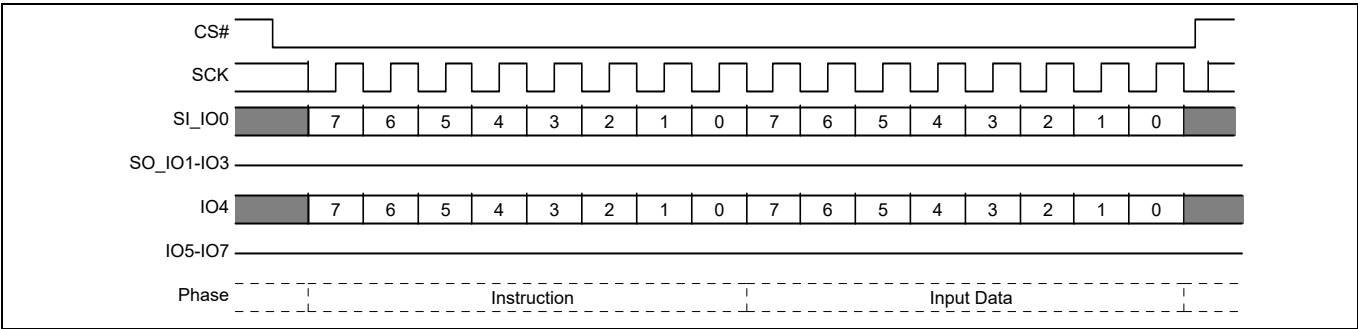 CS#
SCK
SI_IO0 7 6 5 4 3 2 1 0 7 6 5 4 3 2 1 0
SO_IO1-IO3
IO4 7 6 5 4 3 2 1 0 7 6 5 4 3 2 1 0
IO5-IO7
Phase Instruction Input Data